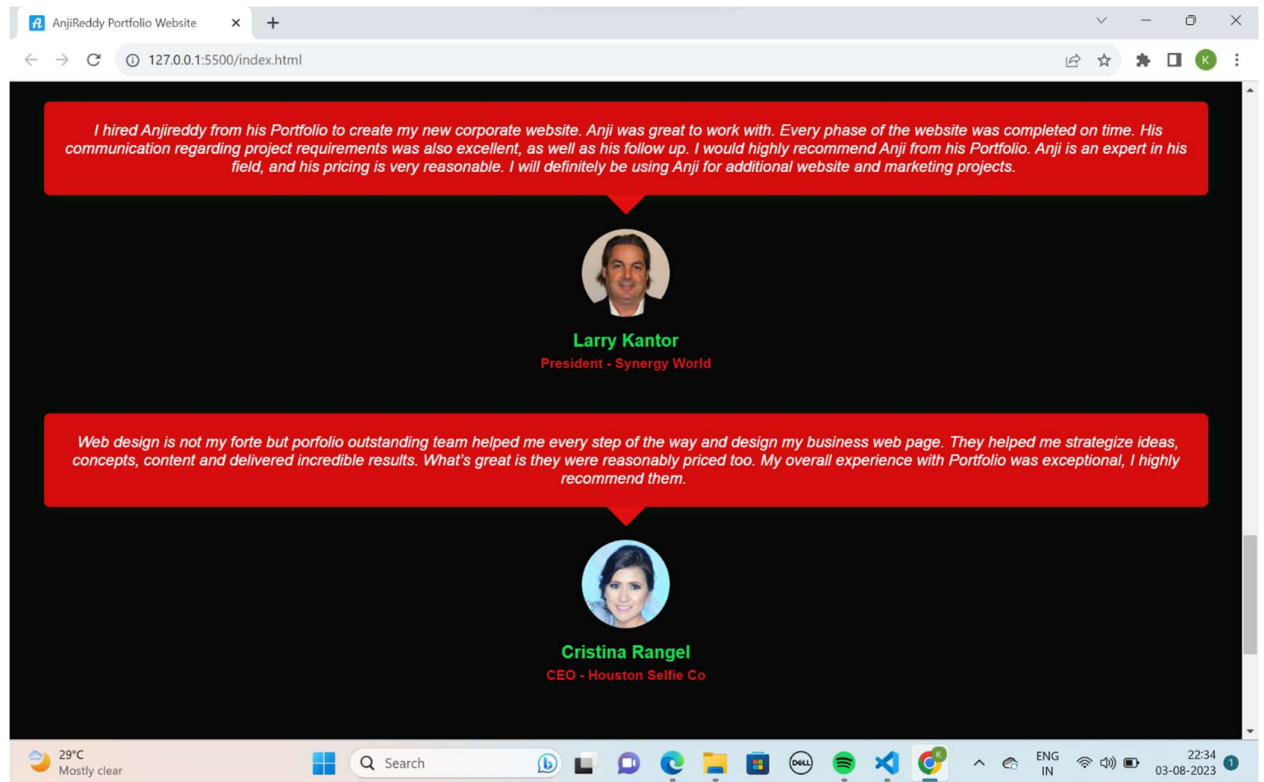 AnjiReddy Portfolio Website
127.0.0.1:5500/index.html
K
I hired Anjireddy from his Portfolio to create my new corporate website. Anji was great to work with. Every phase of the website was completed on time. His
communication regarding project requirements was also excellent, as well as his follow up. I would highly recommend Anji from his Portfolio. Anji is an expert in his
field, and his pricing is very reasonable. I will definitely be using Anji for additional website and marketing projects.
Larry Kantor
President - Synergy World
Web design is not my forte but porfolio outstanding team helped me every step of the way and design my business web page. They helped me strategize ideas,
concepts, content and delivered incredible results. What's great is they were reasonably priced too. My overall experience with Portfolio was exceptional, I highly
recommend them.
Cristina Rangel
CEO - Houston Selfie Co
29°C
Mostly clear
Search
DELL
K
ENG
IN
22:34
03-08-2023
1